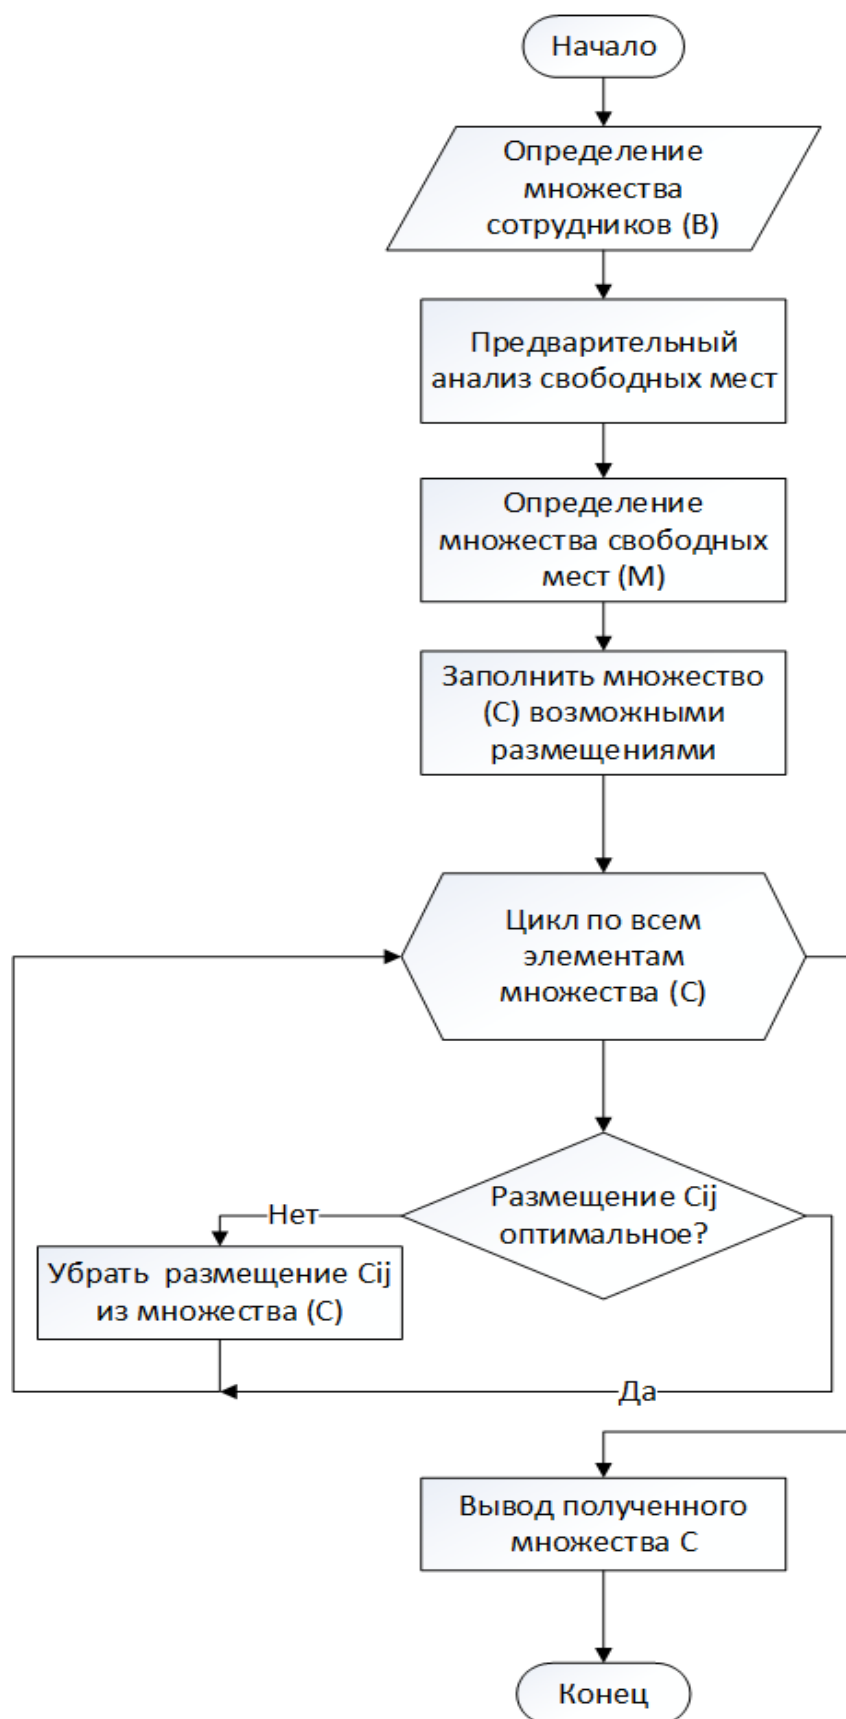 Начало
Определение
множества
сотрудников (В)
Предварительный
анализ свободных мест
Определение
множества свободных
мест (М)
Заполнить множество
(С) возможными
размещениями
Цикл по всем
элементам
множества (С)
Размещение Cij
оптимальное?
Нет
Убрать размещение Cij
из множества (С)
Да
Вывод полученного
множества С
Конец